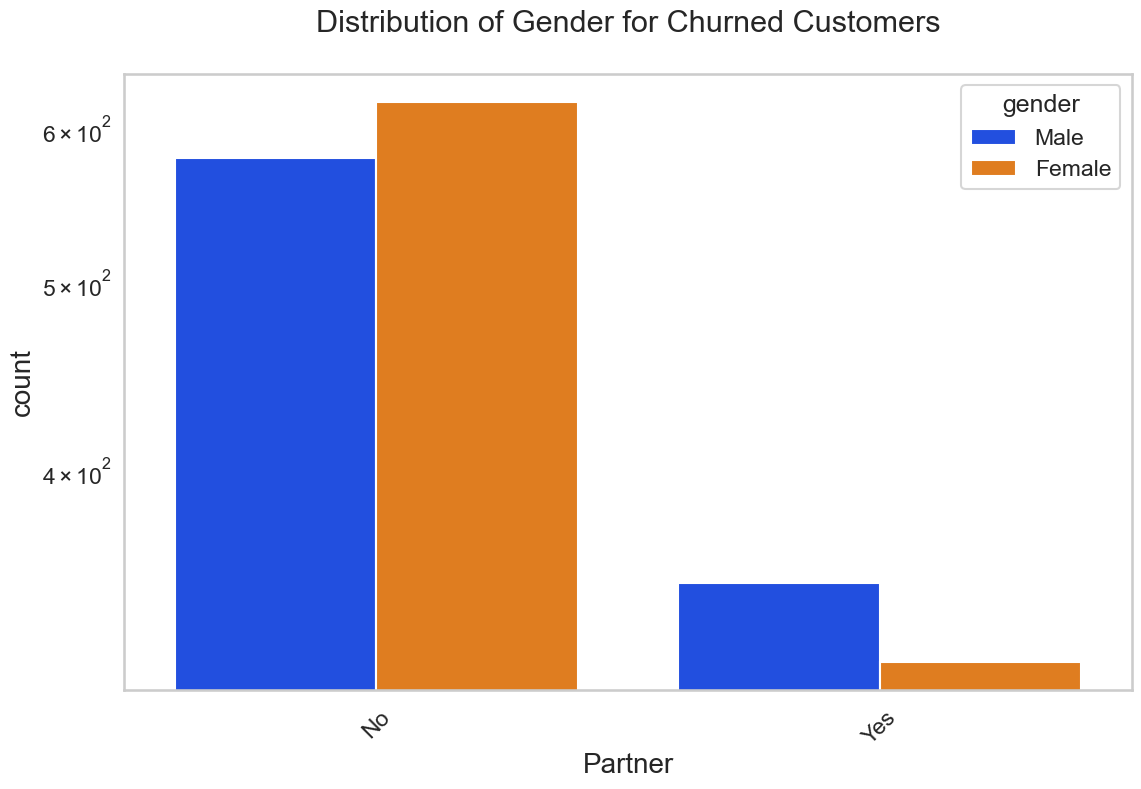 Distribution of Gender for Churned Customers
gender
Male
Female
6 × 10²
5 × 10²
4 × 10²
count
No
Yes
Partner